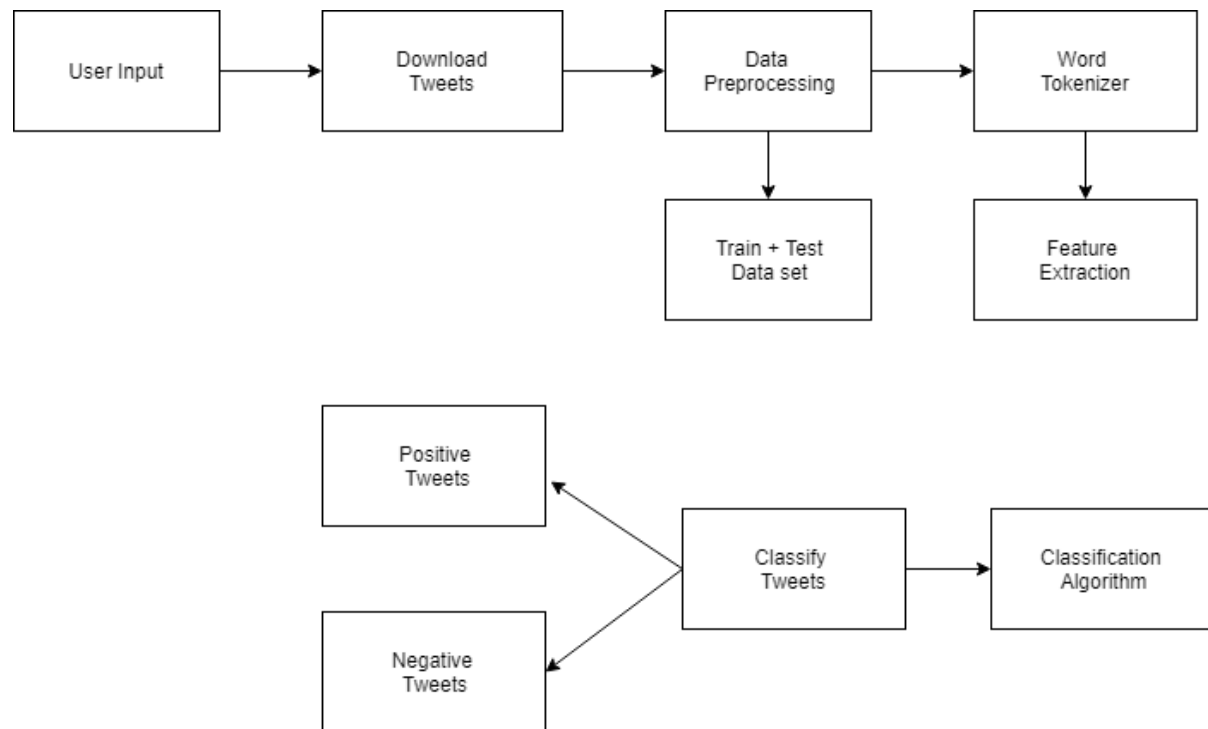 User Input
Download
Tweets
Data
Preprocessing
Word
Tokenizer
Train + Test
Data set
Feature
Extraction
Positive
Tweets
Classify
Tweets
Classification
Algorithm
Negative
Tweets